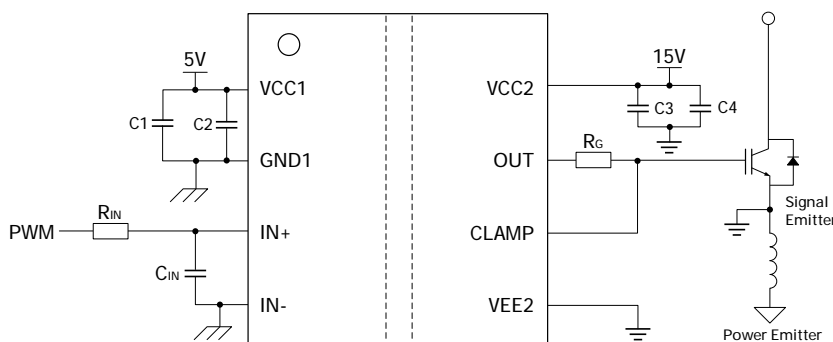 5V
15V
VCC1
VCC2
C1
C2
C3
C4
GND1
OUT
RG
RIN
Signal
Emitter
PWM
IN+
CLAMP
CIN
IN-
VEE2
Power Emitter